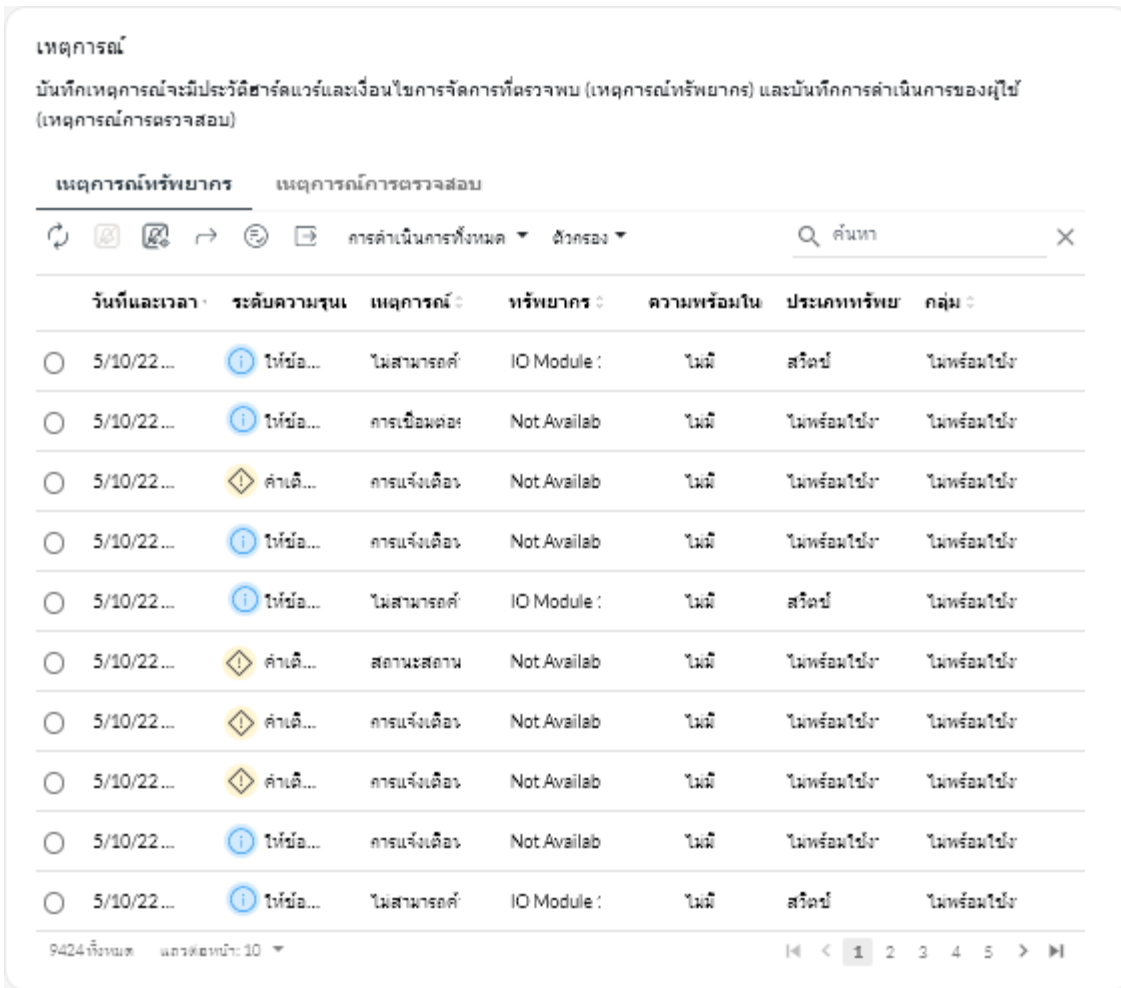 เหตุการณ์
บันทึกเหตุการณ์จะมีประวัติฮาร์ดแวร์และเงื่อนไขการจัดการที่ตรวจพบ (เหตุการณ์ทรัพยากร) และบันทึกการดำเนินการของผู้ใช้
(เหตุการณ์การตรวจสอบ)
เหตุการณ์ทรัพยากร เหตุการณ์การตรวจสอบ
การดำเนินการทั้งหมด ตัวกรอง ค้นหา
วันที่และเวลา ระดับความรุนแ เหตุการณ์ ทรัพยากร ความพร้อมใน ประเภททรัพย กลุ่ม
5/10/22 ... ให้ข้อ... ไม่สามารถค้ IO Module ไม่มี สวิตช์ ไม่พร้อมใช้ง
5/10/22 ... ให้ข้อ... การเชื่อมต่อ Not Availab ไม่มี ไม่พร้อมใช้ง ไม่พร้อมใช้ง
5/10/22 ... คำเตื... การแจ้งเตือน Not Availab ไม่มี ไม่พร้อมใช้ง ไม่พร้อมใช้ง
5/10/22 ... ให้ข้อ... การแจ้งเตือน Not Availab ไม่มี ไม่พร้อมใช้ง ไม่พร้อมใช้ง
5/10/22 ... ให้ข้อ... ไม่สามารถค้ IO Module ไม่มี สวิตช์ ไม่พร้อมใช้ง
5/10/22 ... คำเตื... สถานะสถาน Not Availab ไม่มี ไม่พร้อมใช้ง ไม่พร้อมใช้ง
5/10/22 ... คำเตื... การแจ้งเตือน Not Availab ไม่มี ไม่พร้อมใช้ง ไม่พร้อมใช้ง
5/10/22 ... คำเตื... การแจ้งเตือน Not Availab ไม่มี ไม่พร้อมใช้ง ไม่พร้อมใช้ง
5/10/22 ... ให้ข้อ... การแจ้งเตือน Not Availab ไม่มี ไม่พร้อมใช้ง ไม่พร้อมใช้ง
5/10/22 ... ให้ข้อ... ไม่สามารถค้ IO Module ไม่มี สวิตช์ ไม่พร้อมใช้ง
9424 ทั้งหมด แถวต่อหน้า: 10 1 2 3 4 5